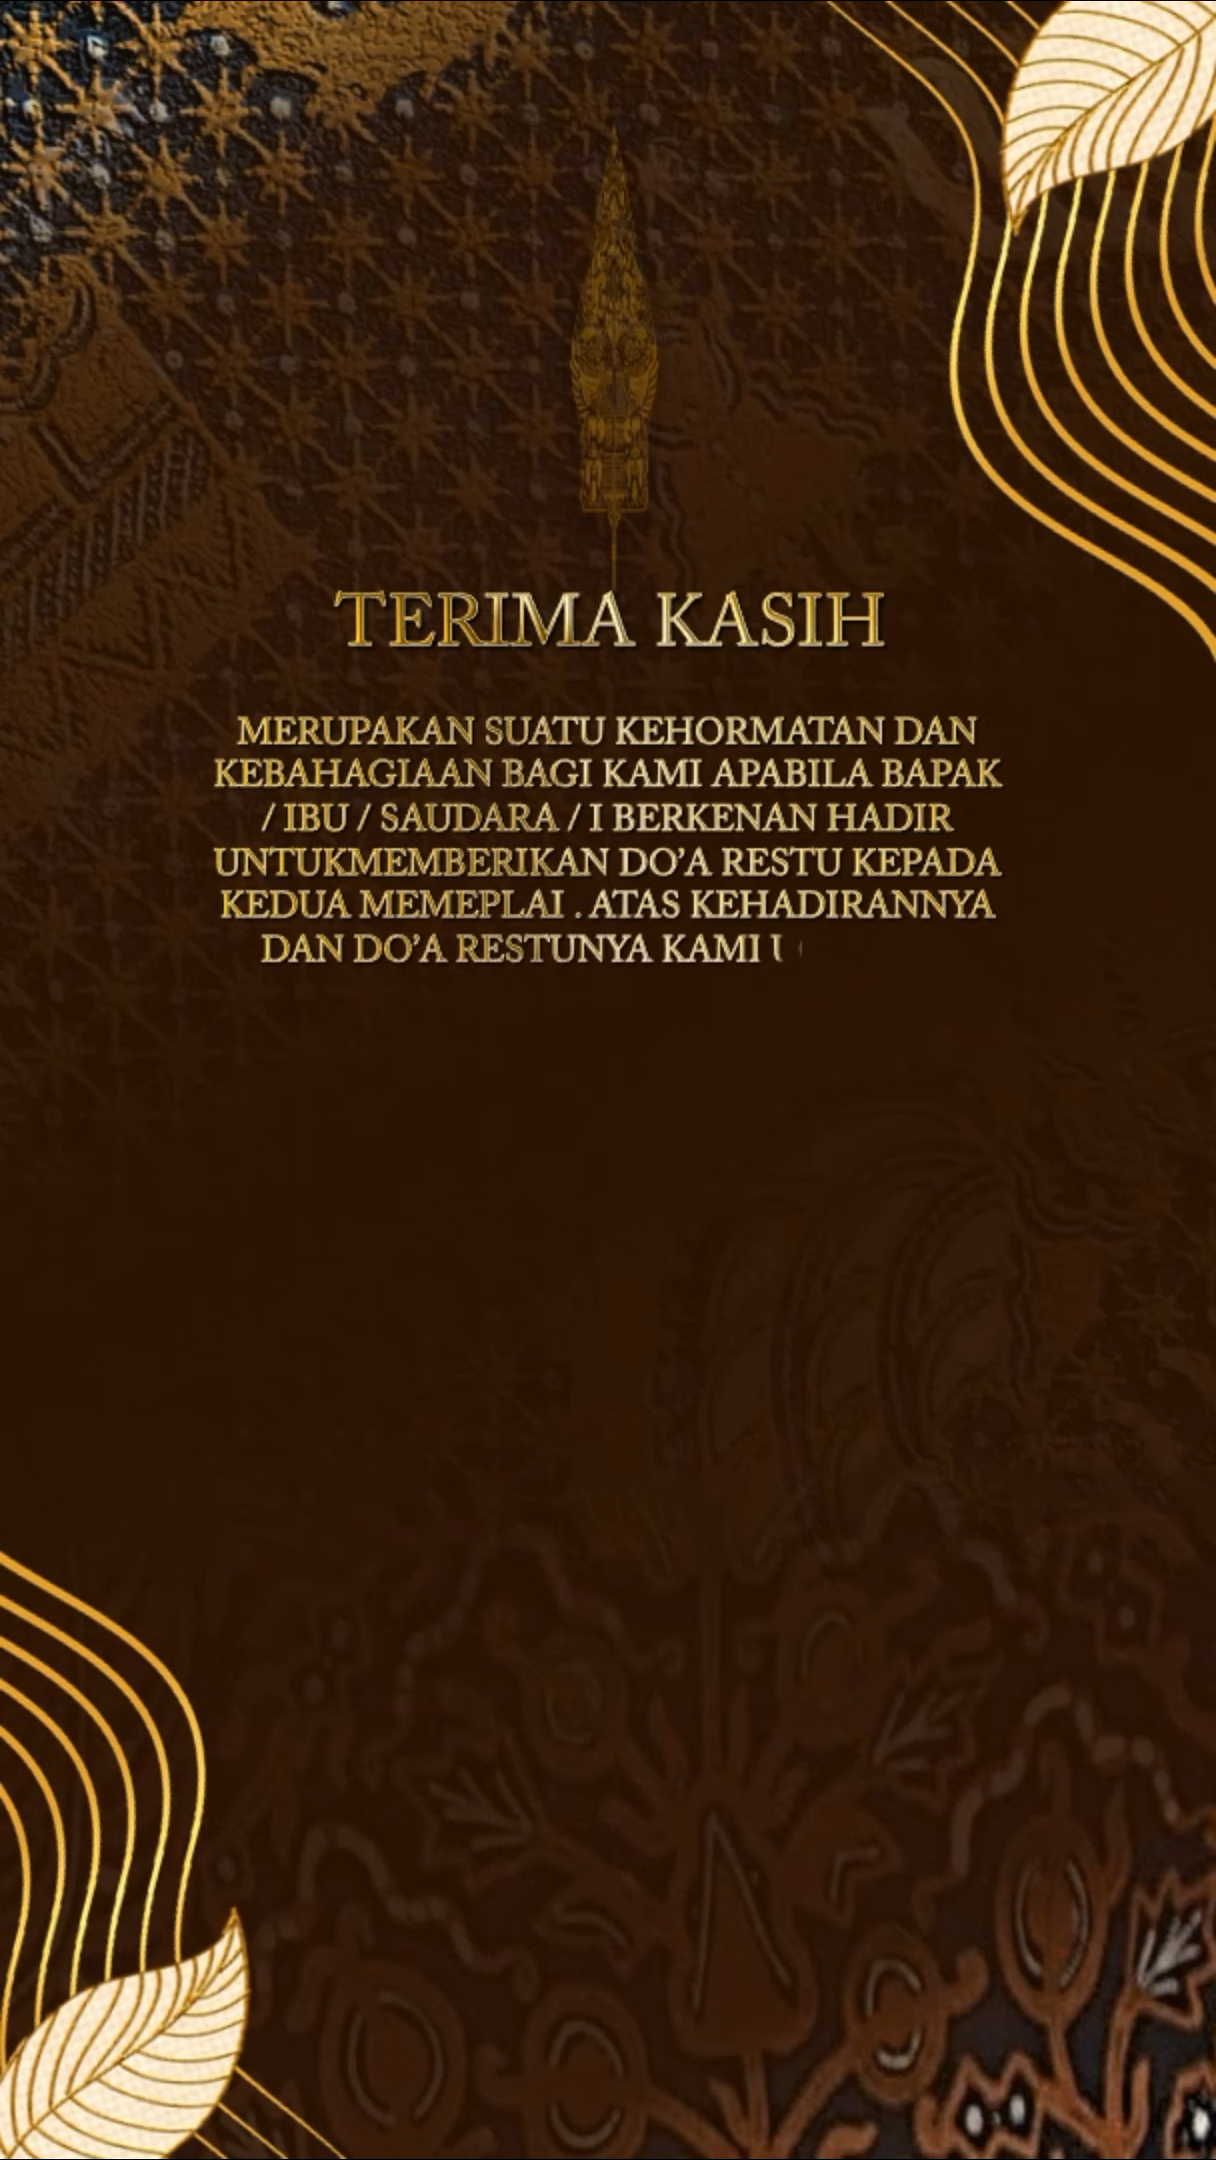 TERIMA KASIH
MERUPAKAN SUATU KEHORMATAN DAN
KEBAHAGIAAN BAGI KAMI APABILA BAPAK
/ IBU / SAUDARA / I BERKENAN HADIR
UNTUKMEMBERIKAN DO’A RESTU KEPADA
KEDUA MEMEPLAI . ATAS KEHADIRANNYA
DAN DO’A RESTUNYA KAMI